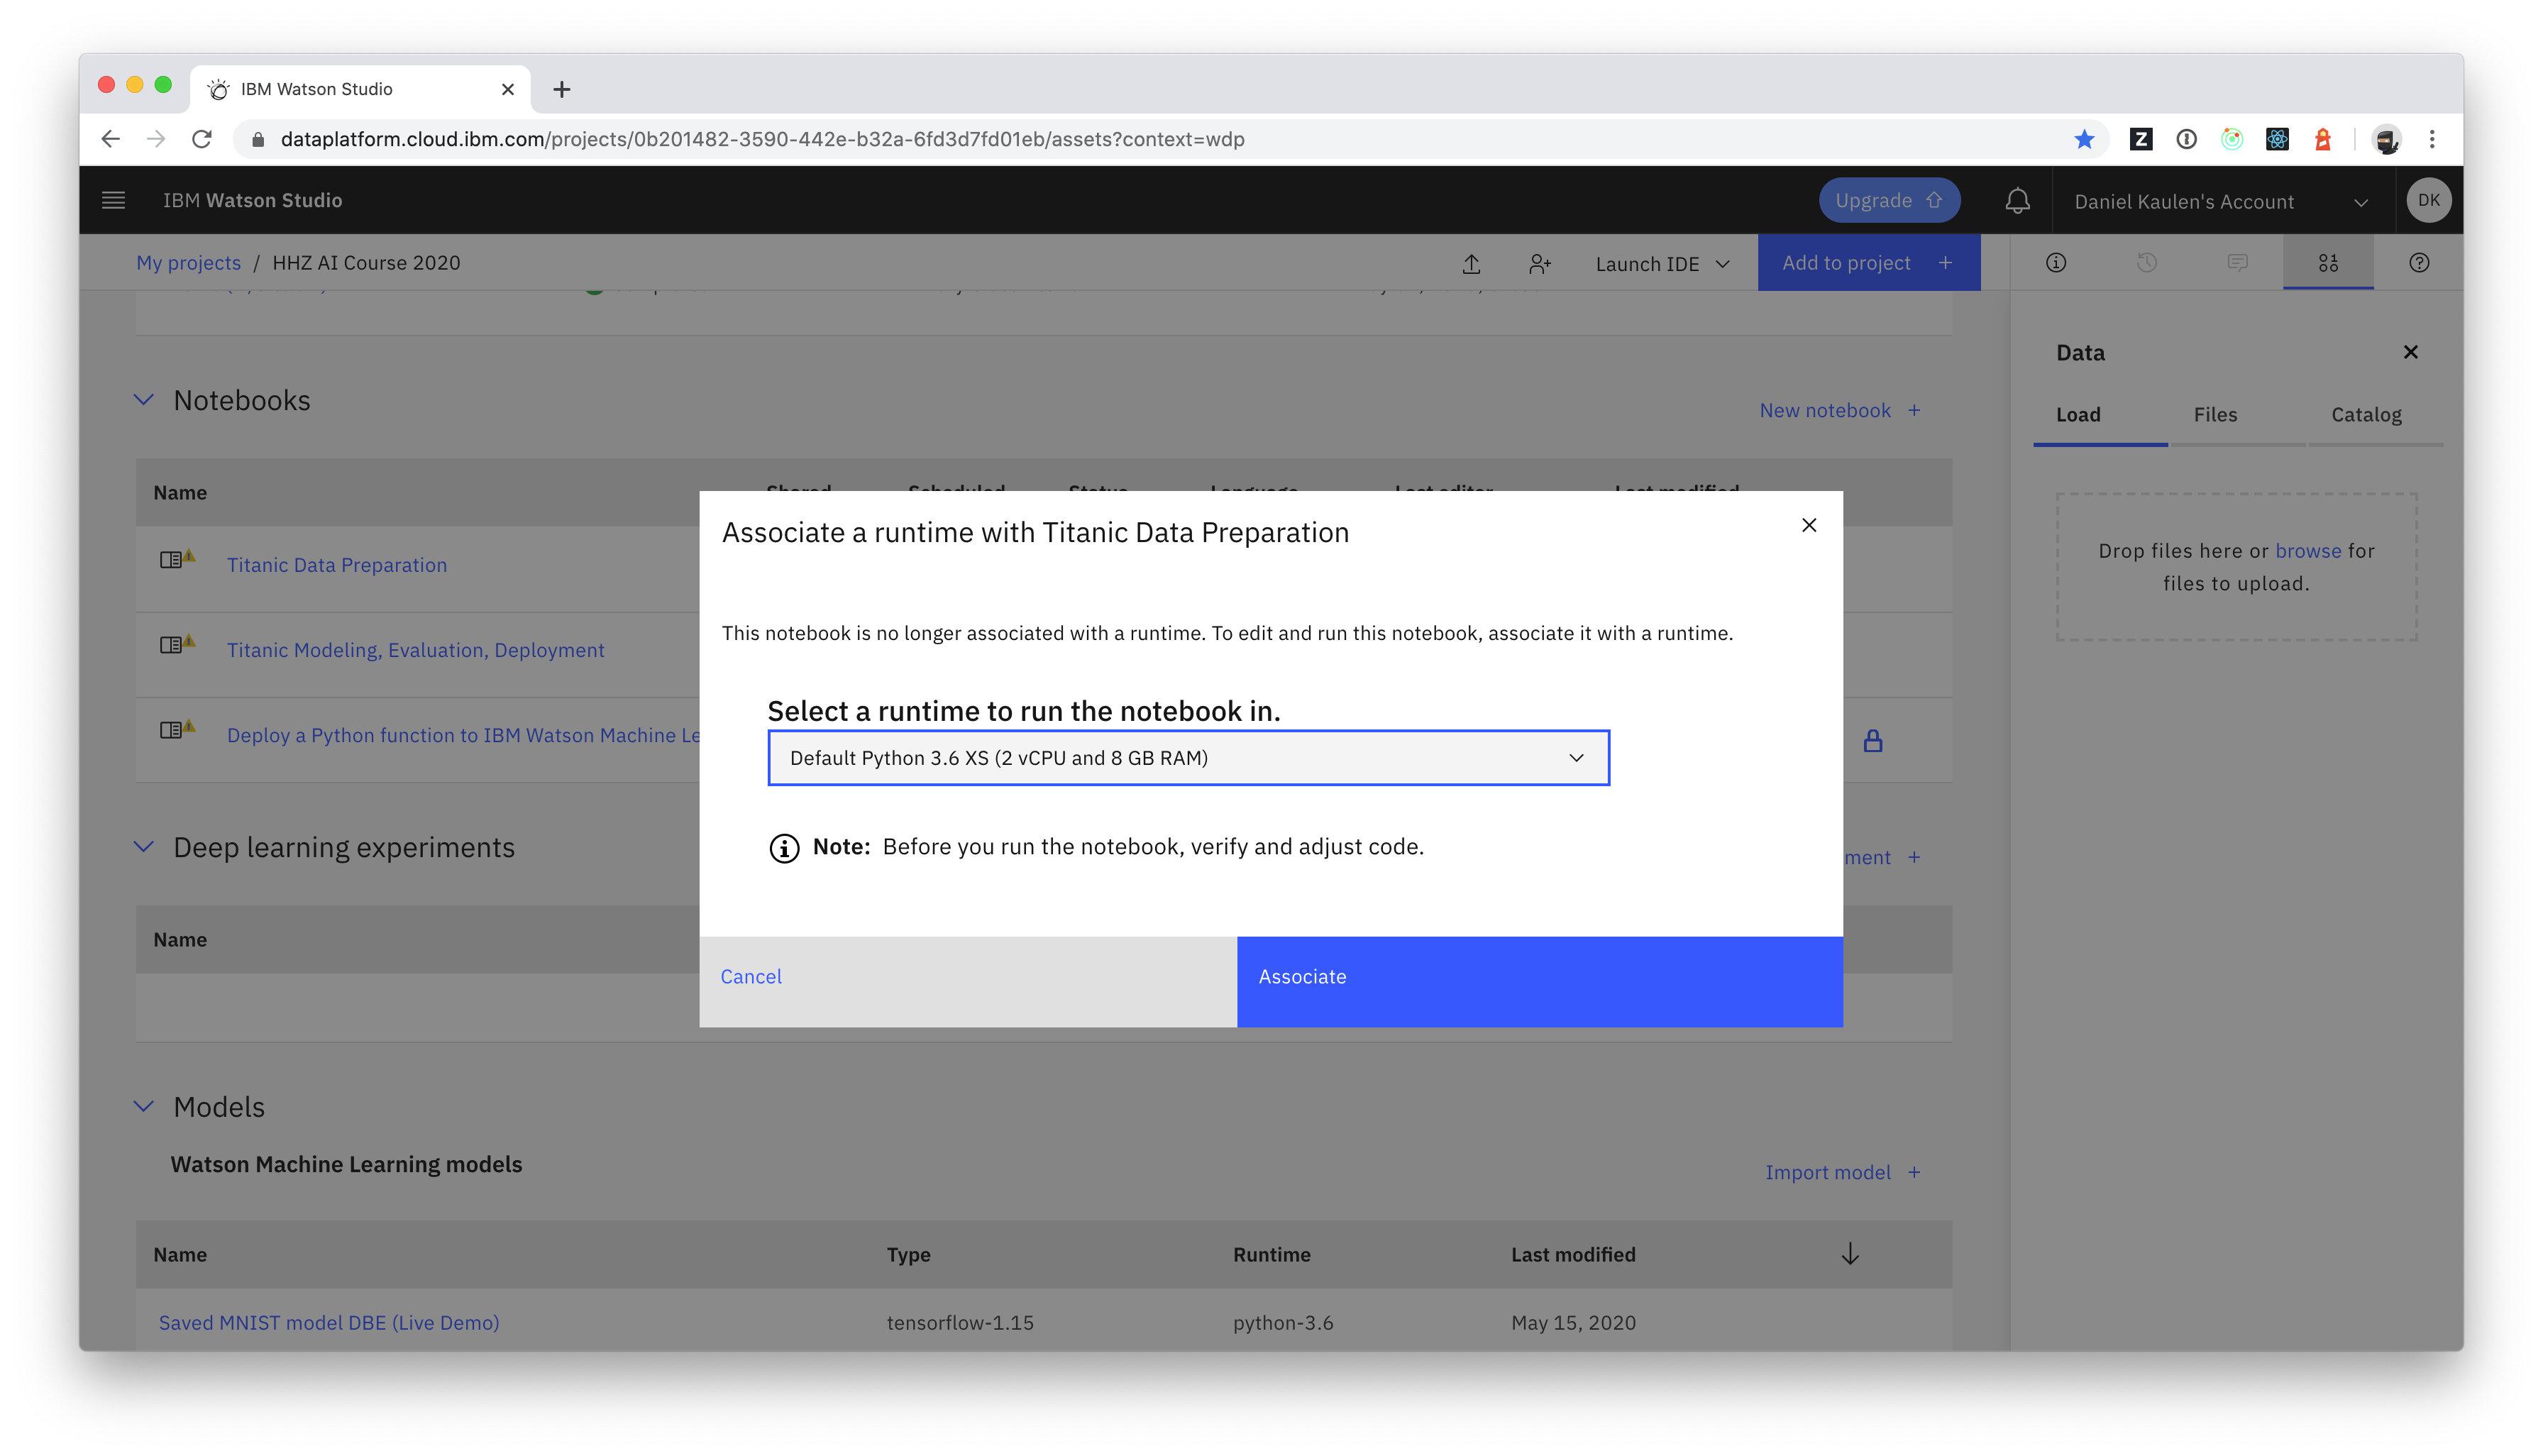 IBM Watson Studio
dataplatform.cloud.ibm.com/projects/0b201482-3590-442e-b32a-6fd3d7fd01eb/assets?context=wdp
IBM Watson Studio
Upgrade
Daniel Kaulen's Account
DK
My projects / HHZ AI Course 2020
Launch IDE
Add to project +
Data
Load Files Catalog
Drop files here or browse for
files to upload.
Notebooks
New notebook +
Name Shared Scheduled Status Language Last editor Last modified
Titanic Data Preparation
Titanic Modeling, Evaluation, Deployment
Deploy a Python function to IBM Watson Machine Le
Associate a runtime with Titanic Data Preparation
This notebook is no longer associated with a runtime. To edit and run this notebook, associate it with a runtime.
Select a runtime to run the notebook in.
Default Python 3.6 XS (2 vCPU and 8 GB RAM)
Note: Before you run the notebook, verify and adjust code.
Cancel
Associate
Deep learning experiments
ment +
Name
Models
Watson Machine Learning models
Import model +
Name Type Runtime Last modified
Saved MNIST model DBE (Live Demo) tensorflow-1.15 python-3.6 May 15, 2020